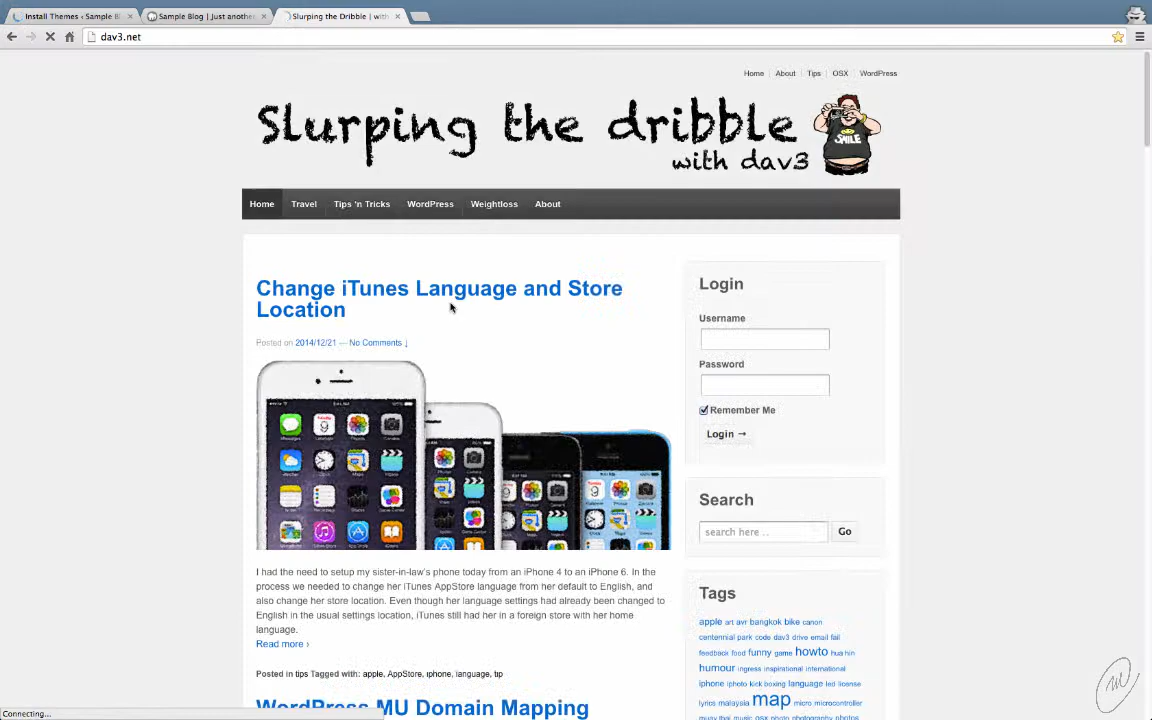 Install Themes ‹ Sample Bl
Sample Blog | Just another
Slurping the Dribble | with
dav3.net
Home About Tips OSX WordPress
Slurping the dribble
with dav3
SMILE
Home Travel Tips 'n Tricks WordPress Weightloss About
Change iTunes Language and Store
Location
Posted on 2014/12/21 — No Comments ↓
I had the need to setup my sister-in-law's phone today from an iPhone 4 to an iPhone 6. In the
process we needed to change her iTunes AppStore language from her default to English, and
also change her store location. Even though her language settings had already been changed to
English in the usual settings location, iTunes still had her in a foreign store with her home
language.
Read more ›
Posted in tips Tagged with: apple, AppStore, iphone, language, tip
WordPress MU Domain Mapping
Login
Username
Password
Remember Me
Login →
Search
search here ..
Go
Tags
apple art avr bangkok bike canon
centennial park code dav3 drive email fail
feedback food funny game howto hua hin
humour ingress inspirational international
iphone iphoto kick boxing language led license
lyrics malaysia map micro microcontroller
muay thai music osx photo photography photos
Connecting...